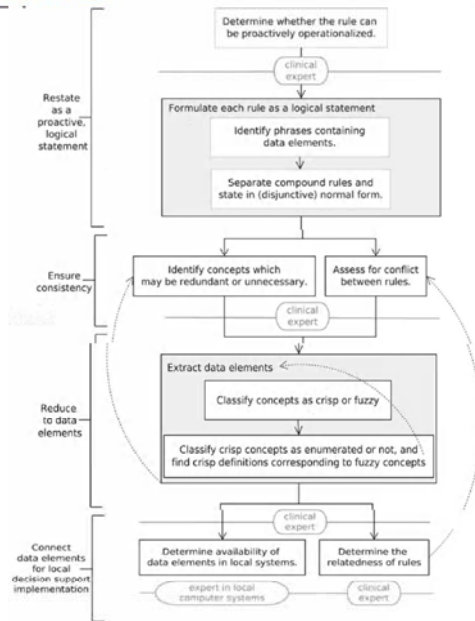 Determine whether the rule can
be proactively operationalized.
clinical
expert
Restate
as a
proactive,
logical
statement
Formulate each rule as a logical statement
Identify phrases containing
data elements.
Separate compound rules and
state in (disjunctive) normal form.
Ensure
consistency
Identify concepts which
may be redundant or unnecessary.
Assess for conflict
between rules.
clinical
expert
Reduce
to data
elements
Extract data elements
Classify concepts as crisp or fuzzy
Classify crisp concepts as enumerated or not, and
find crisp definitions corresponding to fuzzy concepts
clinical
expert
Connect
data elements
for local
decision support
implementation
Determine availability of
data elements in local systems.
Determine the
relatedness of rules
expert in local
computer systems
clinical
expert